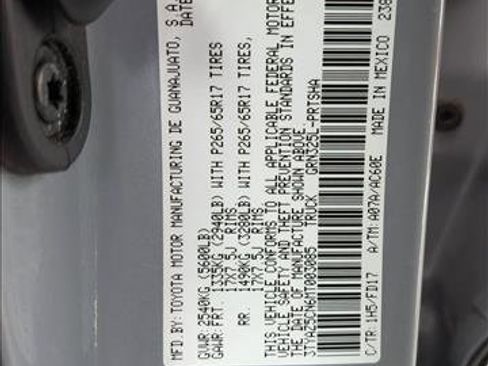 MFD. BY: TOYOTA MOTOR MANUFACTURING DE GUANAJUATO, S.A.
DATE
GVWR: 2540KG (5600LB)
GAWR: FRT. 1335KG (2940LB) WITH P265/65R17 TIRES
17X7.5J RIMS
RR. 1490KG (3280LB) WITH P265/65R17 TIRES,
17X7.5J RIMS
THIS VEHICLE CONFORMS TO ALL APPLICABLE FEDERAL MOTOR
VEHICLE SAFETY AND THEFT PREVENTION STANDARDS IN EFFE
THE DATE OF MANUFACTURE SHOWN ABOVE.
TRUCK GRN325L-PRTSHA
C/TR: 1H5/FD17 A/TM: A07A/AC60E MADE IN MEXICO 238